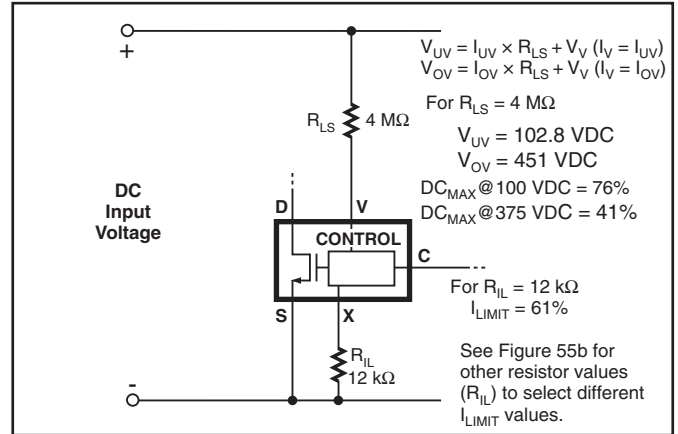 +
V_UV = I_UV × R_LS + V_V (I_V = I_UV)
V_OV = I_OV × R_LS + V_V (I_V = I_OV)
For R_LS = 4 MΩ
R_LS 4 MΩ
V_UV = 102.8 VDC
V_OV = 451 VDC
DC_MAX @100 VDC = 76%
DC_MAX @375 VDC = 41%
DC
Input
Voltage
D V
CONTROL
C
For R_IL = 12 kΩ
I_LIMIT = 61%
S X
R_IL
12 kΩ
See Figure 55b for
other resistor values
(R_IL) to select different
I_LIMIT values.
-